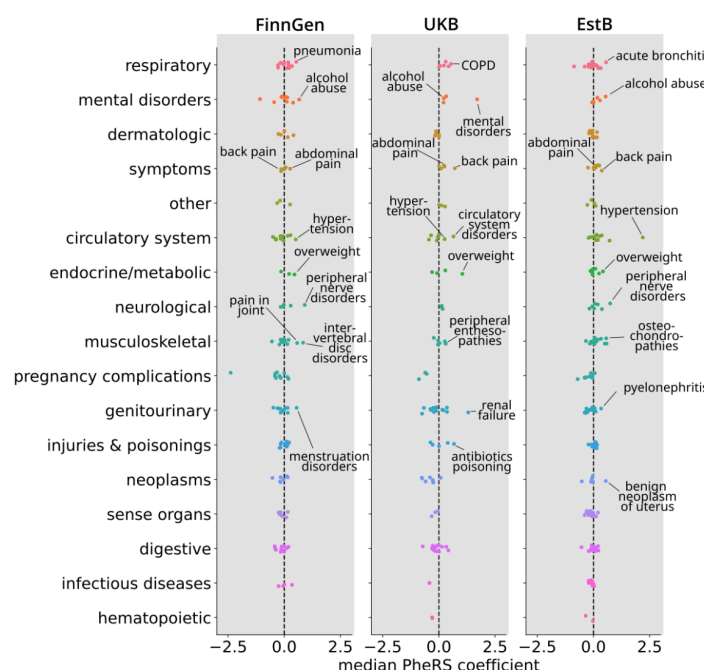 FinnGen UKB EstB
respiratory
pneumonia
COPD
acute bronchiti
mental disorders
alcohol
abuse
alcohol
abuse
mental
disorders
alcohol abuse
dermatologic
symptoms
back pain
abdominal
pain
abdominal
pain
back pain
abdominal
pain
back pain
other
circulatory system
hyper-
tension
hyper-
tension
circulatory
system
disorders
hypertension
endocrine/metabolic
overweight
overweight
overweight
neurological
peripheral
nerve
disorders
peripheral
nerve
disorders
musculoskeletal
pain in
joint
inter-
vertebral
disc
disorders
peripheral
entheso-
pathies
osteo-
chondro-
pathies
pregnancy complications
genitourinary
menstruation
disorders
renal
failure
pyelonephritis
injuries & poisonings
antibiotics
poisoning
neoplasms
benign
neoplasm
of uterus
sense organs
digestive
infectious diseases
hematopoietic
−2.5 0.0 2.5 −2.5 0.0 2.5 −2.5 0.0 2.5
median PheRS coefficient